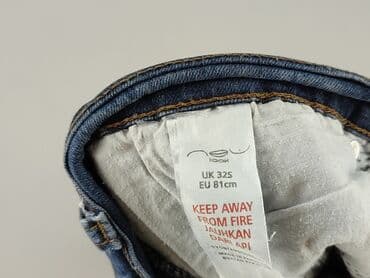 new
LOOK
UK 32S
EU 81cm
KEEP AWAY
FROM FIRE
JAUHKAN
DARI API